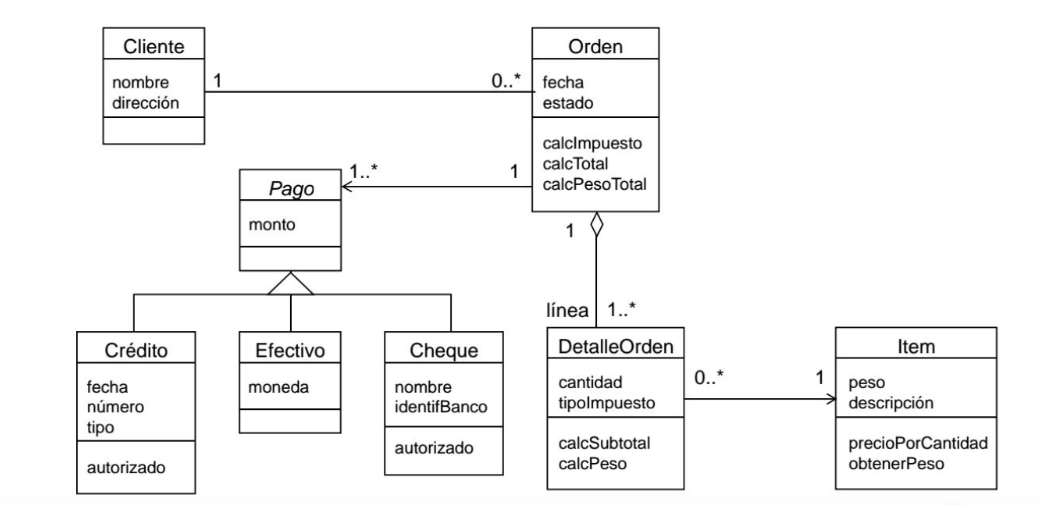 Cliente
nombre
dirección
1
0..*
Orden
fecha
estado
calcImpuesto
calcTotal
calcPesoTotal
1..*
1
Pago
monto
1
línea
1..*
Crédito
fecha
número
tipo
autorizado
Efectivo
moneda
Cheque
nombre
identifBanco
autorizado
DetalleOrden
cantidad
tipoImpuesto
calcSubtotal
calcPeso
0..*
1
Item
peso
descripción
precioPorCantidad
obtenerPeso